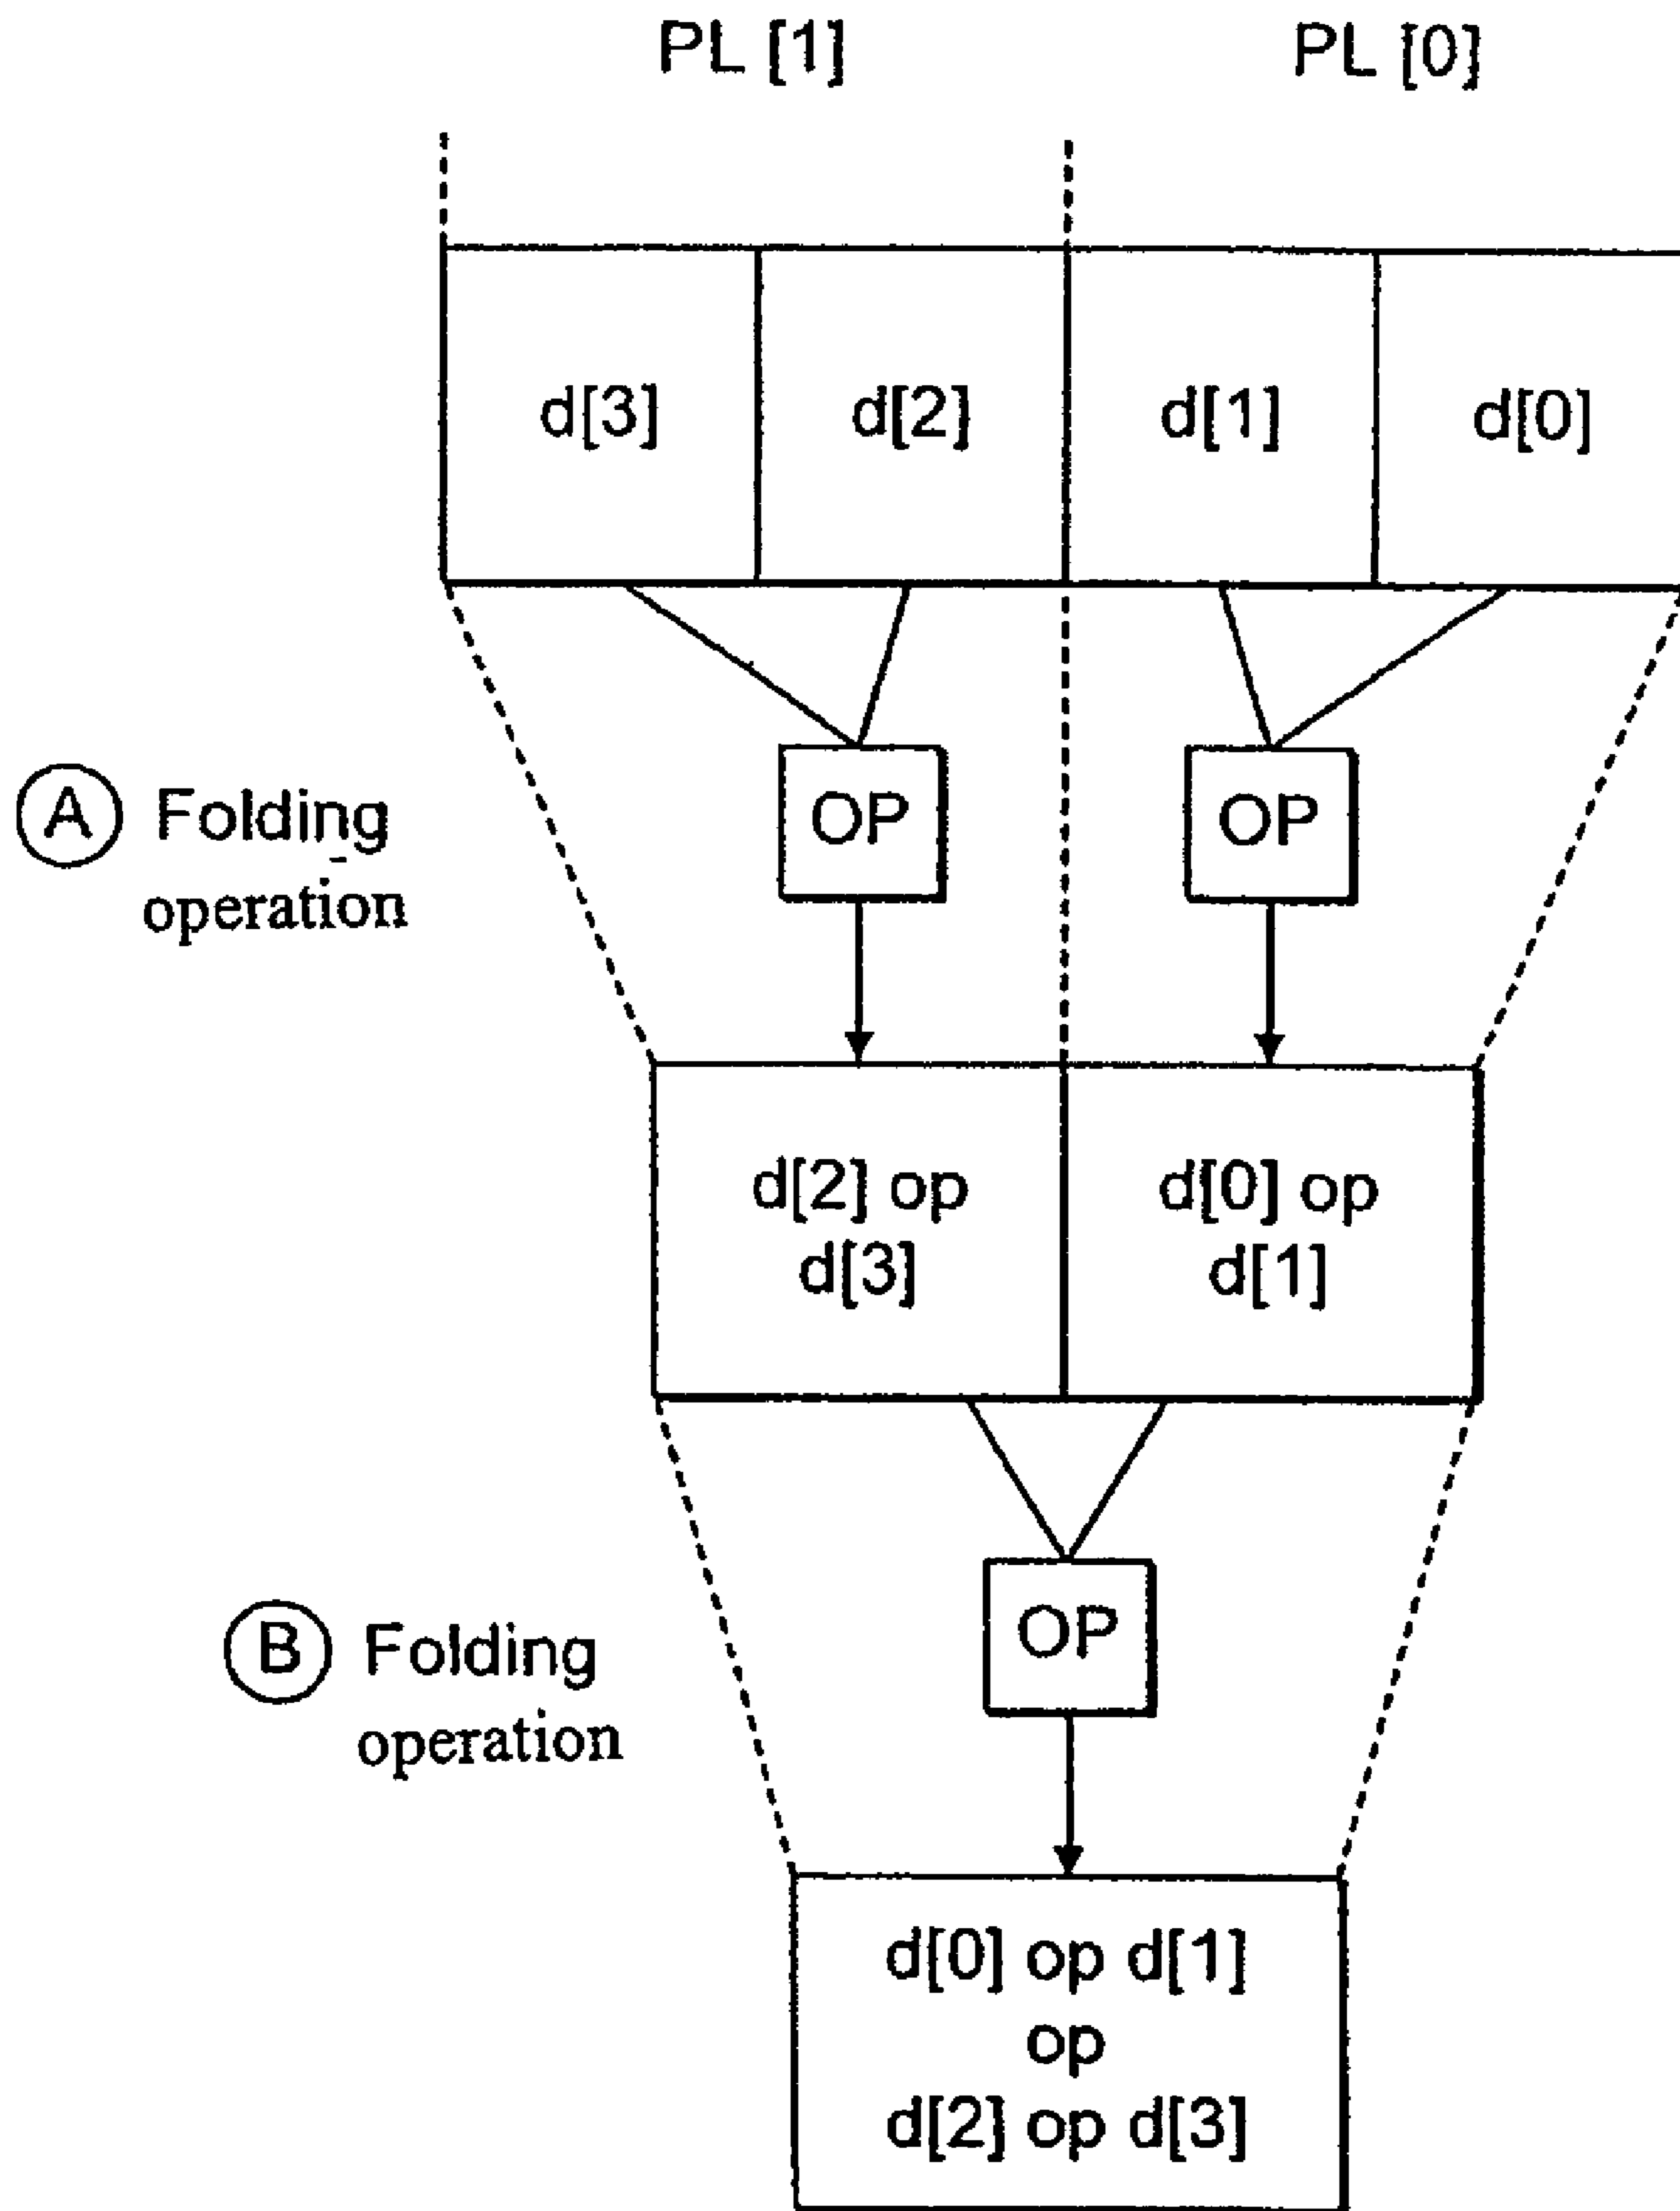 PL [1]
PL [0]
d[3]
d[2]
d[1]
d[0]
A
Folding
operation
OP
OP
d[2] op
d[3]
d[0] op
d[1]
B
Folding
operation
OP
d[0] op d[1]
op
d[2] op d[3]